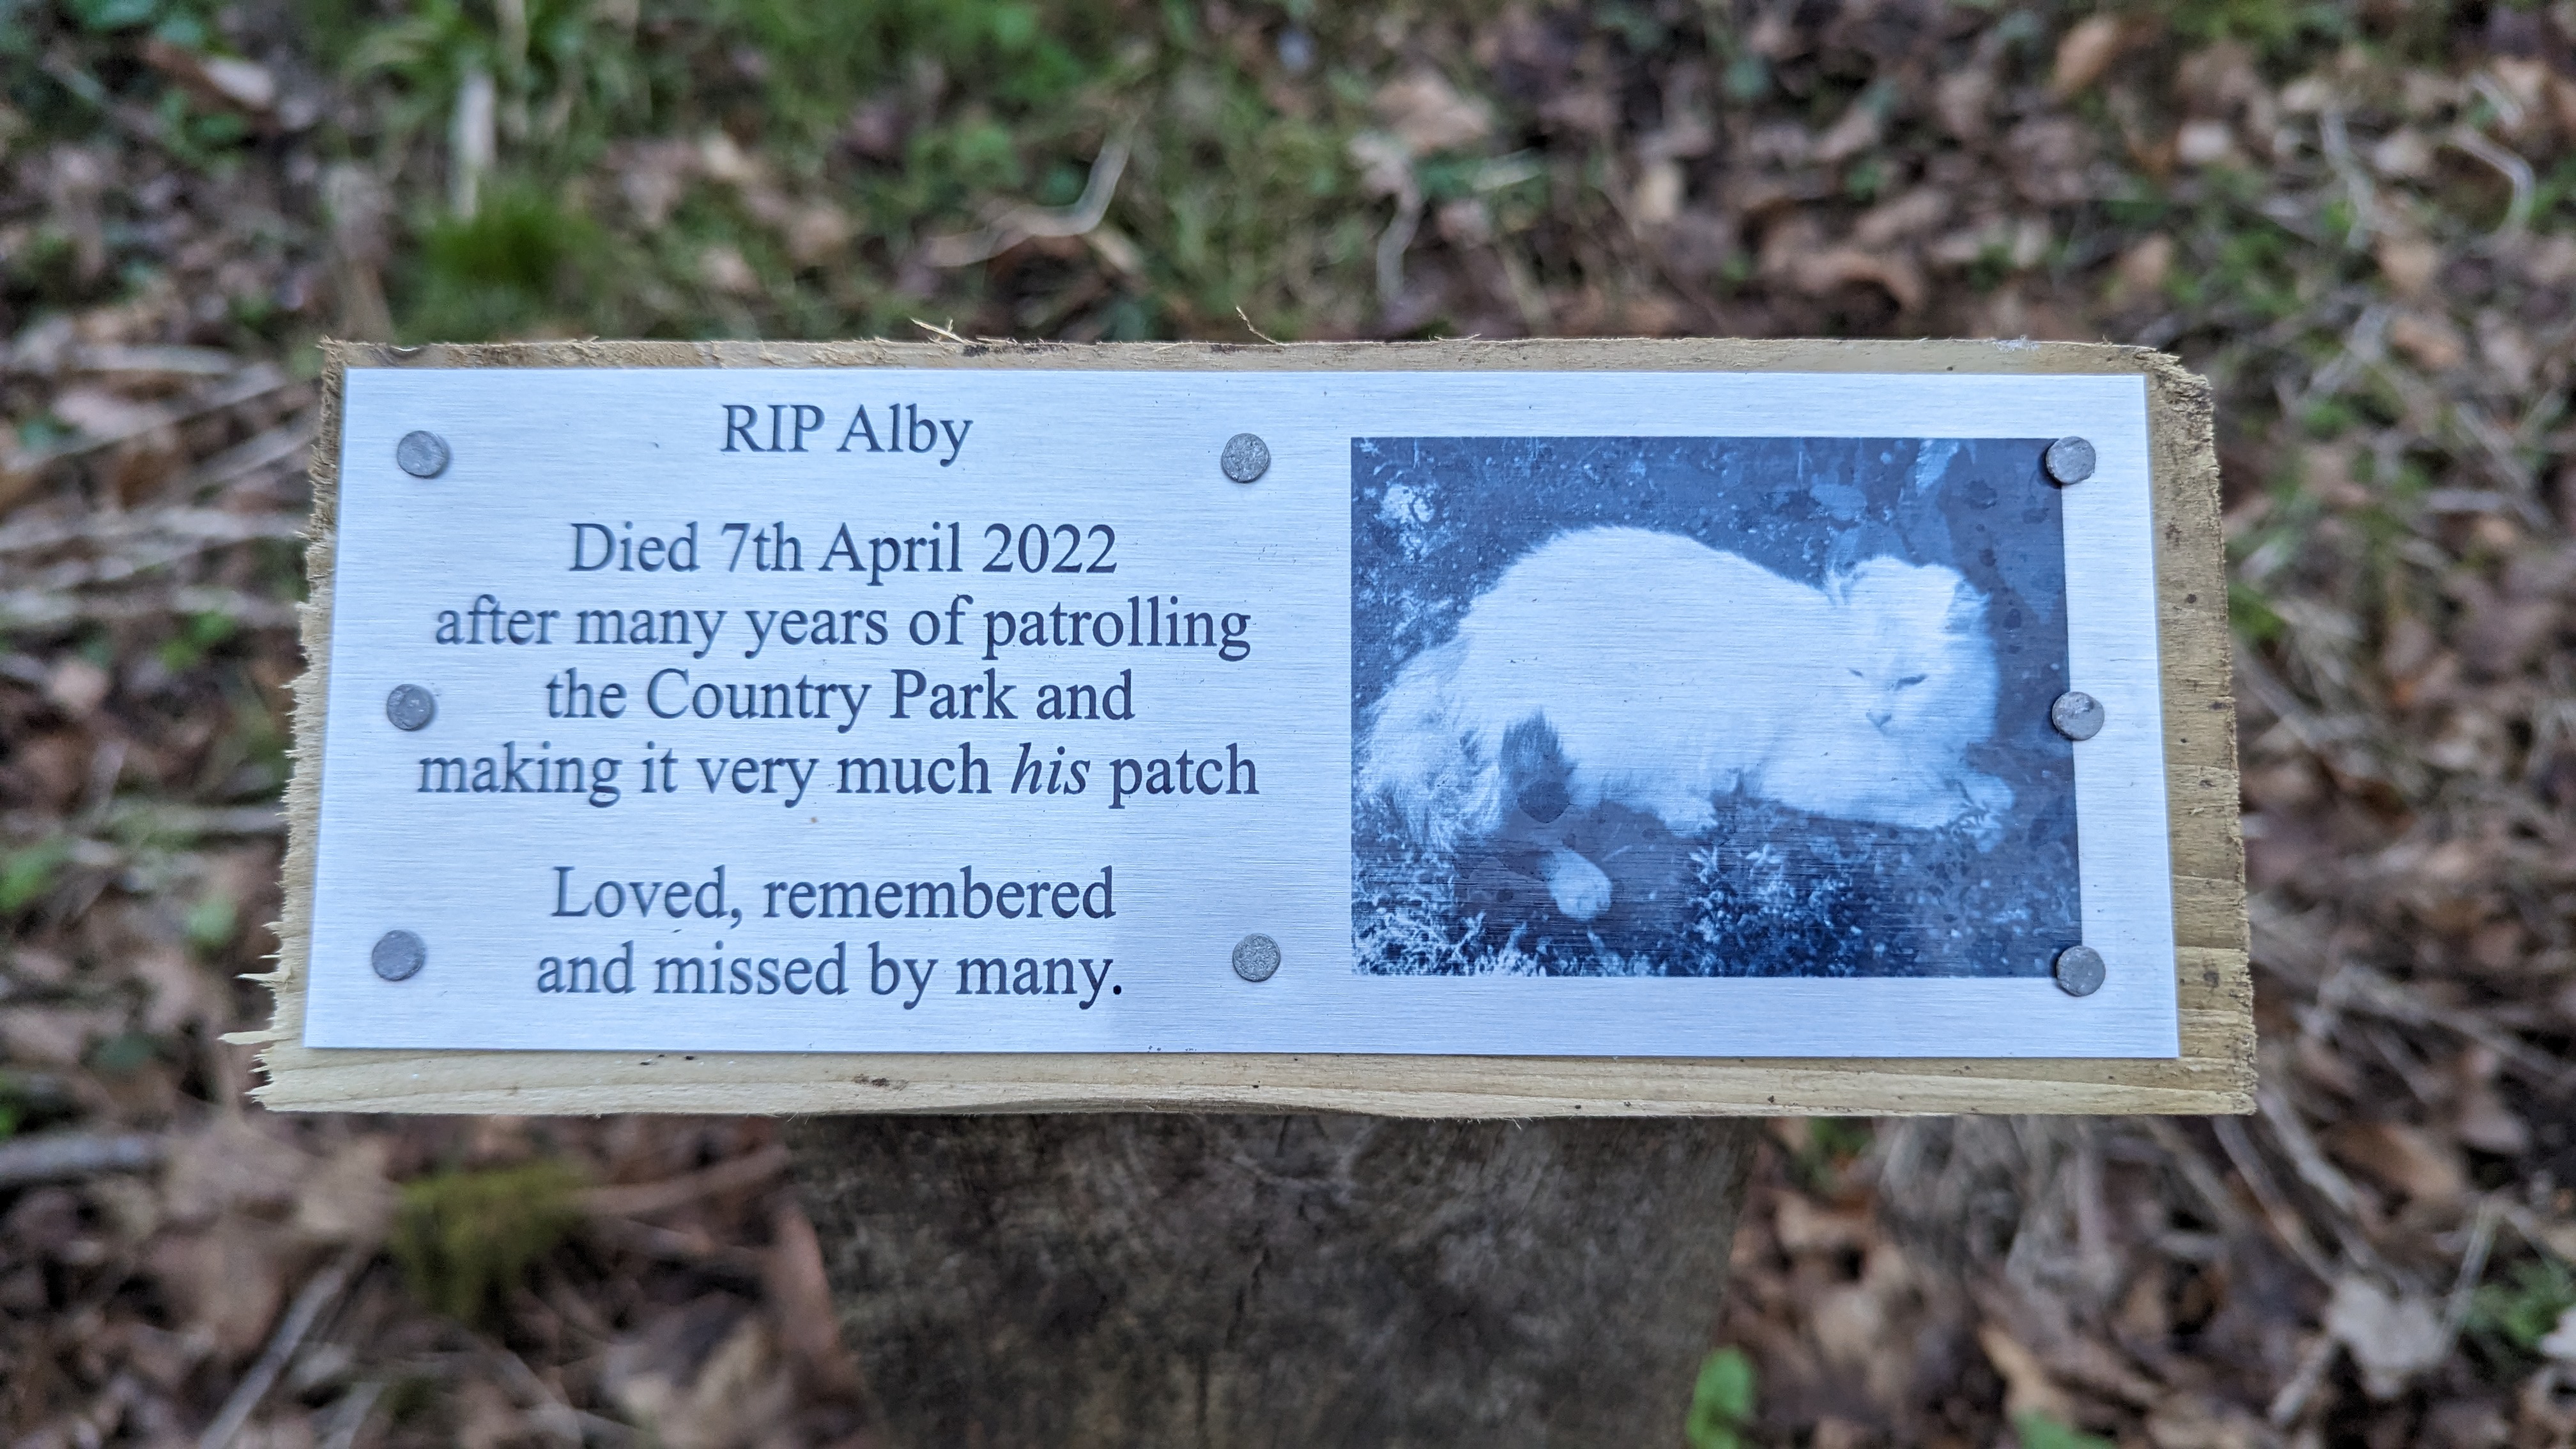 RIP Alby
Died 7th April 2022
after many years of patrolling
the Country Park and
making it very much his patch
Loved, remembered
and missed by many.